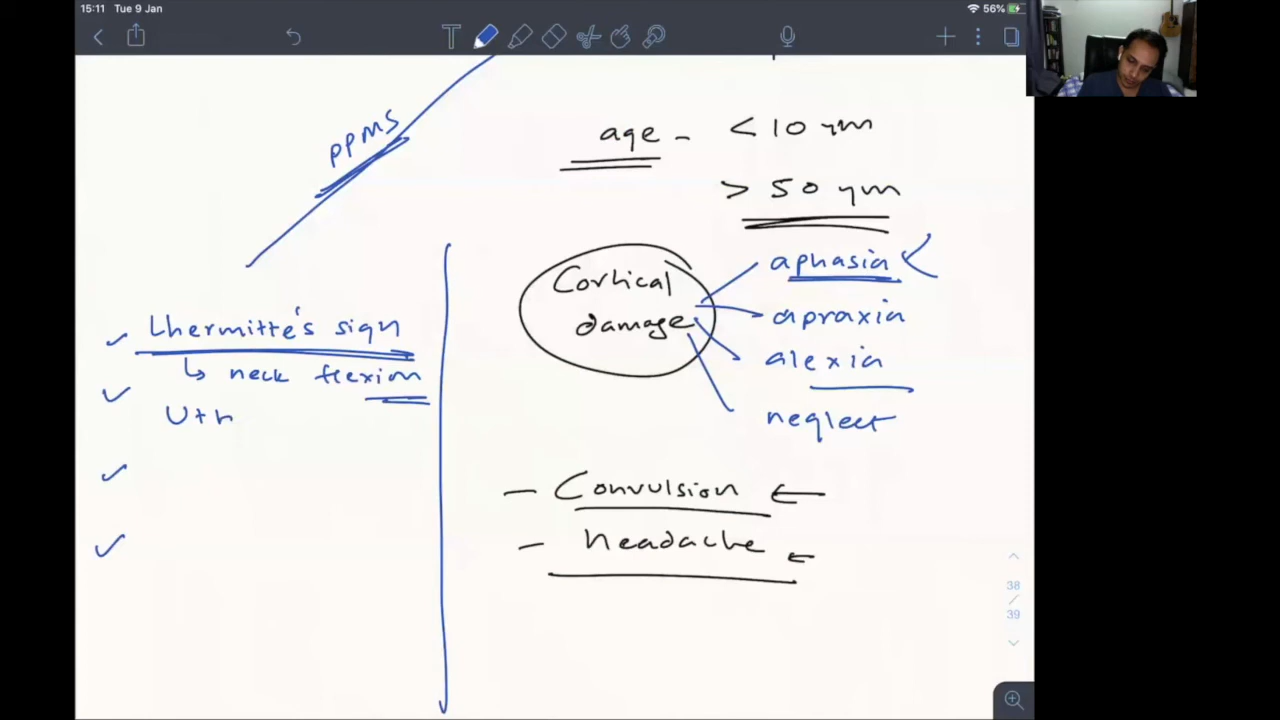 15:11 Tue 9 Jan
56%
T
PPMS
age - < 10 yrs
> 50 yrs
Cortical damage
aphasia <
apraxia
alexia
neglect
Lhermitte's sign
↳ neck flexion
Uth
- Convulsion ←
- headache ←
38
/
39